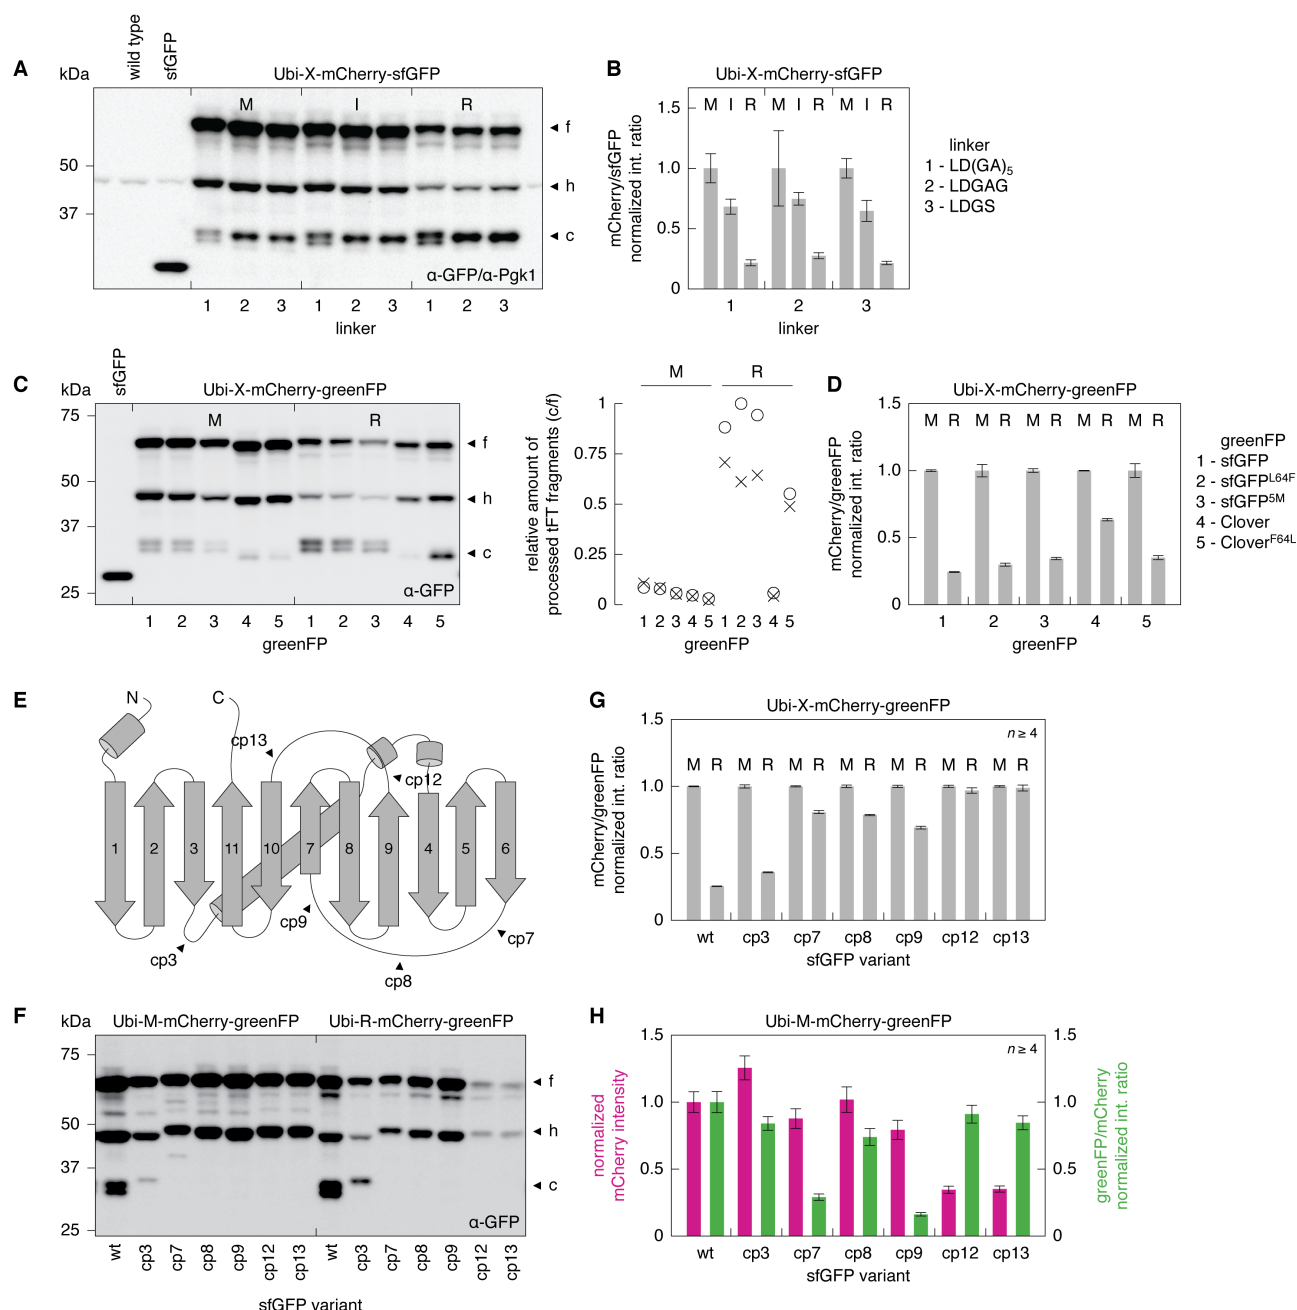 A
kDa
wild type
sfGFP
Ubi-X-mCherry-sfGFP
M I R
50
37
◄ f
◄ h
◄ c
α-GFP/α-Pgk1
1 2 3 1 2 3 1 2 3
linker
B
Ubi-X-mCherry-sfGFP
mCherry/sfGFP
normalized int. ratio
1.5
1.0
0.5
0
M I R M I R M I R
1 2 3
linker
linker
1 - LD(GA)5
2 - LDGAG
3 - LDGS
C
kDa
sfGFP
Ubi-X-mCherry-greenFP
M R
75
50
37
25
◄ f
◄ h
◄ c
α-GFP
1 2 3 4 5 1 2 3 4 5
greenFP
relative amount of
processed tFT fragments (c/f)
M R
1
0.75
0.5
0.25
0
1 2 3 4 5 1 2 3 4 5
greenFP
D
Ubi-X-mCherry-greenFP
mCherry/greenFP
normalized int. ratio
1.5
1.0
0.5
0
M R M R M R M R M R
1 2 3 4 5
greenFP
greenFP
1 - sfGFP
2 - sfGFPL64F
3 - sfGFP5M
4 - Clover
5 - CloverF64L
E
N C
cp13
cp12
1 2 3 11 10 7 8 9 4 5 6
cp3
cp9
cp7
cp8
F
kDa
Ubi-M-mCherry-greenFP Ubi-R-mCherry-greenFP
75
50
37
25
◄ f
◄ h
◄ c
α-GFP
wt cp3 cp7 cp8 cp9 cp12 cp13 wt cp3 cp7 cp8 cp9 cp12 cp13
sfGFP variant
G
Ubi-X-mCherry-greenFP
mCherry/greenFP
normalized int. ratio
1.5
1.0
0.5
0
n ≥ 4
M R M R M R M R M R M R M R
wt cp3 cp7 cp8 cp9 cp12 cp13
sfGFP variant
H
Ubi-M-mCherry-greenFP
normalized
mCherry intensity
1.5
1.0
0.5
0
n ≥ 4
1.5
1.0
0.5
0
greenFP/mCherry
normalized int. ratio
wt cp3 cp7 cp8 cp9 cp12 cp13
sfGFP variant